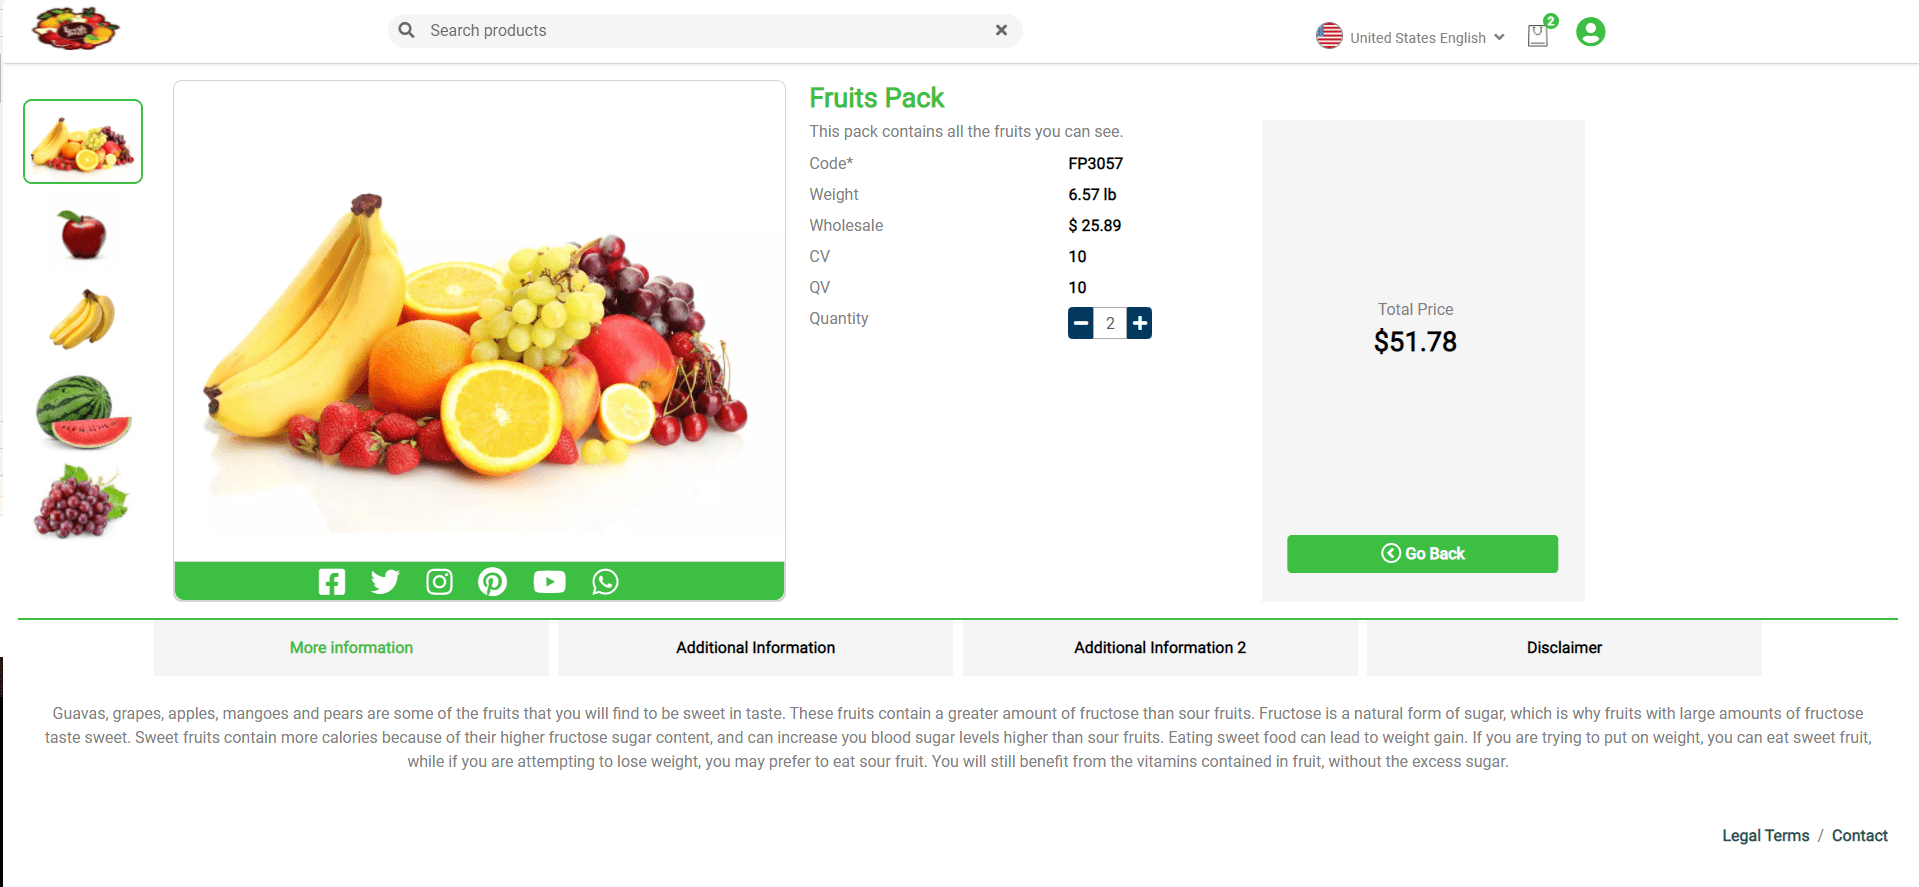 Search products
United States English
2
Fruits Pack
This pack contains all the fruits you can see.
Code* FP3057
Weight 6.57 lb
Wholesale $ 25.89
CV 10
QV 10
Quantity 2
Total Price
$51.78
Go Back
More information
Additional Information
Additional Information 2
Disclaimer
Guavas, grapes, apples, mangoes and pears are some of the fruits that you will find to be sweet in taste. These fruits contain a greater amount of fructose than sour fruits. Fructose is a natural form of sugar, which is why fruits with large amounts of fructose
taste sweet. Sweet fruits contain more calories because of their higher fructose sugar content, and can increase you blood sugar levels higher than sour fruits. Eating sweet food can lead to weight gain. If you are trying to put on weight, you can eat sweet fruit,
while if you are attempting to lose weight, you may prefer to eat sour fruit. You will still benefit from the vitamins contained in fruit, without the excess sugar.
Legal Terms / Contact